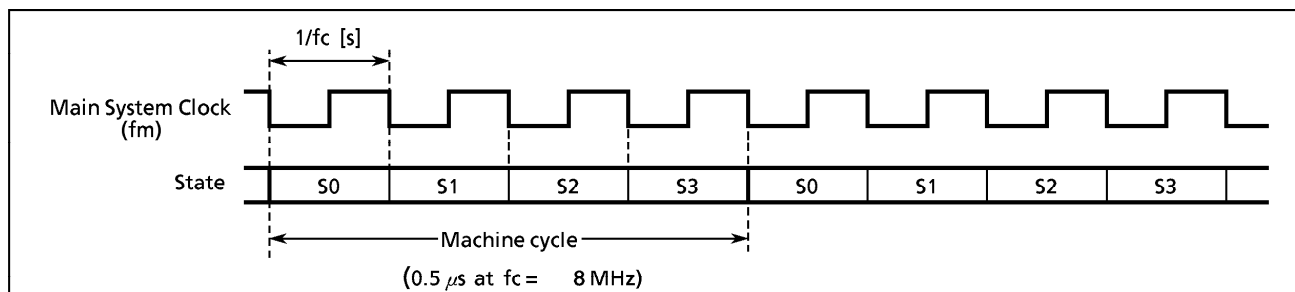 1/fc [s]
Main System Clock
(fm)
State S0 S1 S2 S3 S0 S1 S2 S3
Machine cycle
(0.5 μs at fc = 8 MHz)